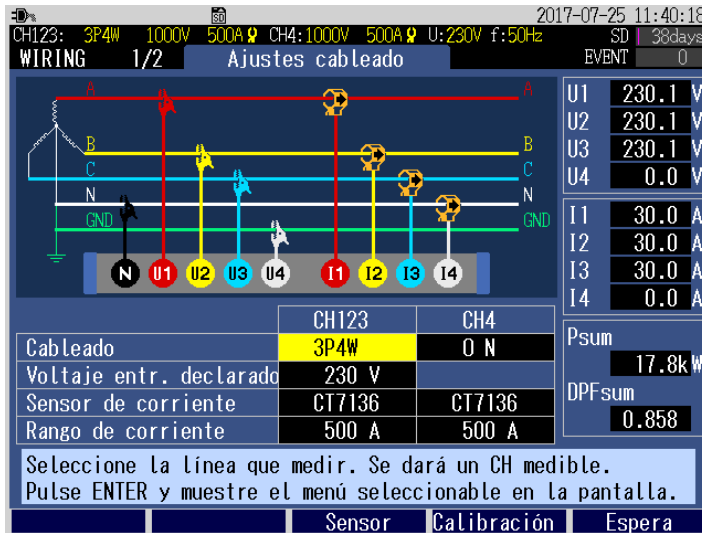 SD 2017-07-25 11:40:18
CH123: 3P4W 1000V 500A CH4:1000V 500A U:230V f:50Hz SD 38days
WIRING 1/2 Ajustes cableado EVENT 0
A A
B B
C C
N N
GND GND
N U1 U2 U3 U4 I1 I2 I3 I4
U1 230.1 V
U2 230.1 V
U3 230.1 V
U4 0.0 V
I1 30.0 A
I2 30.0 A
I3 30.0 A
I4 0.0 A
Psum
17.8kW
DPFsum
0.858
CH123 CH4
Cableado 3P4W O N
Voltaje entr. declarado 230 V
Sensor de corriente CT7136 CT7136
Rango de corriente 500 A 500 A
Seleccione la línea que medir. Se dará un CH medible.
Pulse ENTER y muestre el menú seleccionable en la pantalla.
Sensor Calibración Espera